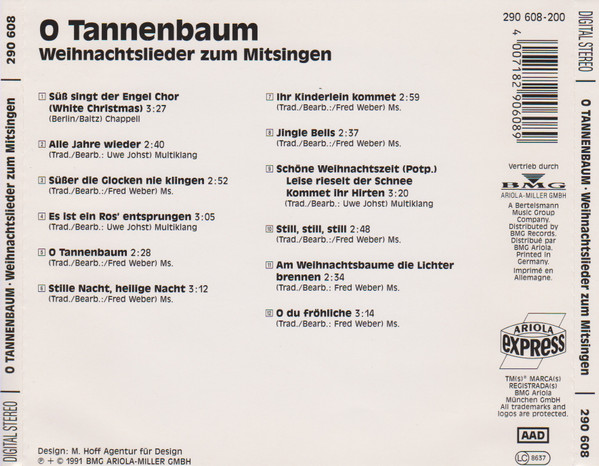 290 608
O TANNENBAUM · Weihnachtslieder zum Mitsingen
DIGITAL STEREO
O Tannenbaum
Weihnachtslieder zum Mitsingen
1 Süß singt der Engel Chor
(White Christmas) 3:27
(Berlin/Baltz) Chappell
2 Alle Jahre wieder 2:40
(Trad./Bearb.: Uwe Johst) Multiklang
3 Süßer die Glocken nie klingen 2:52
(Trad./Bearb.:/Fred Weber) Ms.
4 Es ist ein Ros' entsprungen 3:05
(Trad./Bearb.: Uwe Johst) Multiklang
5 O Tannenbaum 2:28
(Trad./Bearb.:/Fred Weber) Ms.
6 Stille Nacht, heilige Nacht 3:12
(Trad./Bearb.:/Fred Weber) Ms.
7 Ihr Kinderlein kommet 2:59
(Trad./Bearb.:/Fred Weber) Ms.
8 Jingle Bells 2:37
(Trad./Bearb.:/Fred Weber) Ms.
9 Schöne Weihnachtszeit (Potp.)
Leise rieselt der Schnee
Kommet ihr Hirten 3:20
(Trad./Bearb.: Uwe Johst) Multiklang
10 Still, still, still 2:48
(Trad./Bearb.:/Fred Weber) Ms.
11 Am Weihnachtsbaume die Lichter
brennen 2:34
(Trad./Bearb.:/Fred Weber) Ms.
12 O du fröhliche 3:14
(Trad./Bearb.:/Fred Weber) Ms.
Design: M. Hoff Agentur für Design
℗ + © 1991 BMG ARIOLA-MILLER GMBH
290 608-200
4 007182 906089
Vertrieb durch
BMG
ARIOLA-MILLER GMBH
A Bertelsmann
Music Group
Company.
Distributed by
BMG Records.
Distribué par
BMG Ariola.
Printed in
Germany.
Imprimé en
Allemagne.
ARIOLA
EXPRESS
TM(s)® MARCA(s)
REGISTRADA(s)
BMG Ariola
München GmbH
All trademarks and
logos are protected.
AAD
LC 8637
DIGITAL STEREO
O TANNENBAUM · Weihnachtslieder zum Mitsingen
290 608